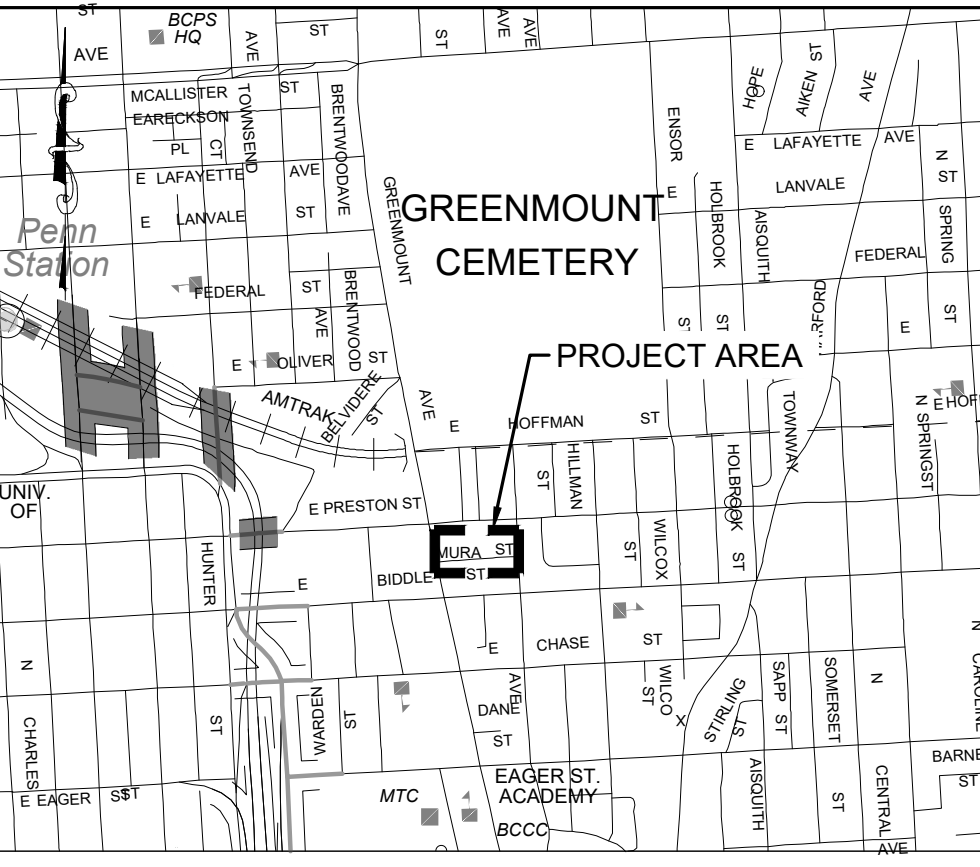 ST
BCPS
HQ
AVE
AVE
ST
ST
AVE
AVE
HOPE
AIKEN ST
AVE
MCALLISTER ST
EARECKSON
PL
CT
TOWNSEND
BRENTWOODAVE
ENSOR
E LAFAYETTE AVE
E LAFAYETTE AVE
N
ST
E LANVALE ST
GREENMOUNT
E LANVALE
HOLBROOK
AISQUITH
SPRING
GREENMOUNT
CEMETERY
Penn
Station
FEDERAL ST
FEDERAL
BRENTWOOD
AVE
ST
ST
E
ST
PROJECT AREA
E OLIVER ST
AMTRAK
BELVIDERE
ST
AVE
E HOFFMAN ST
TOWNWAY
N SPRINGST
E
UNIV.
OF
E PRESTON ST
ST
HILLMAN
HOLBROOK
ST
MURA ST
ST
WILCOX
HUNTER
E BIDDLE ST
E CHASE ST
N
CHARLES
ST
WARDEN
ST
AVE
DANE
ST
WILCO
X
ST
STIRLING
ST
SAPP ST
SOMERSET
N
N
E EAGER ST
MTC
EAGER ST.
ACADEMY
BCCC
AISQUITH
ST
CENTRAL
AVE
ST